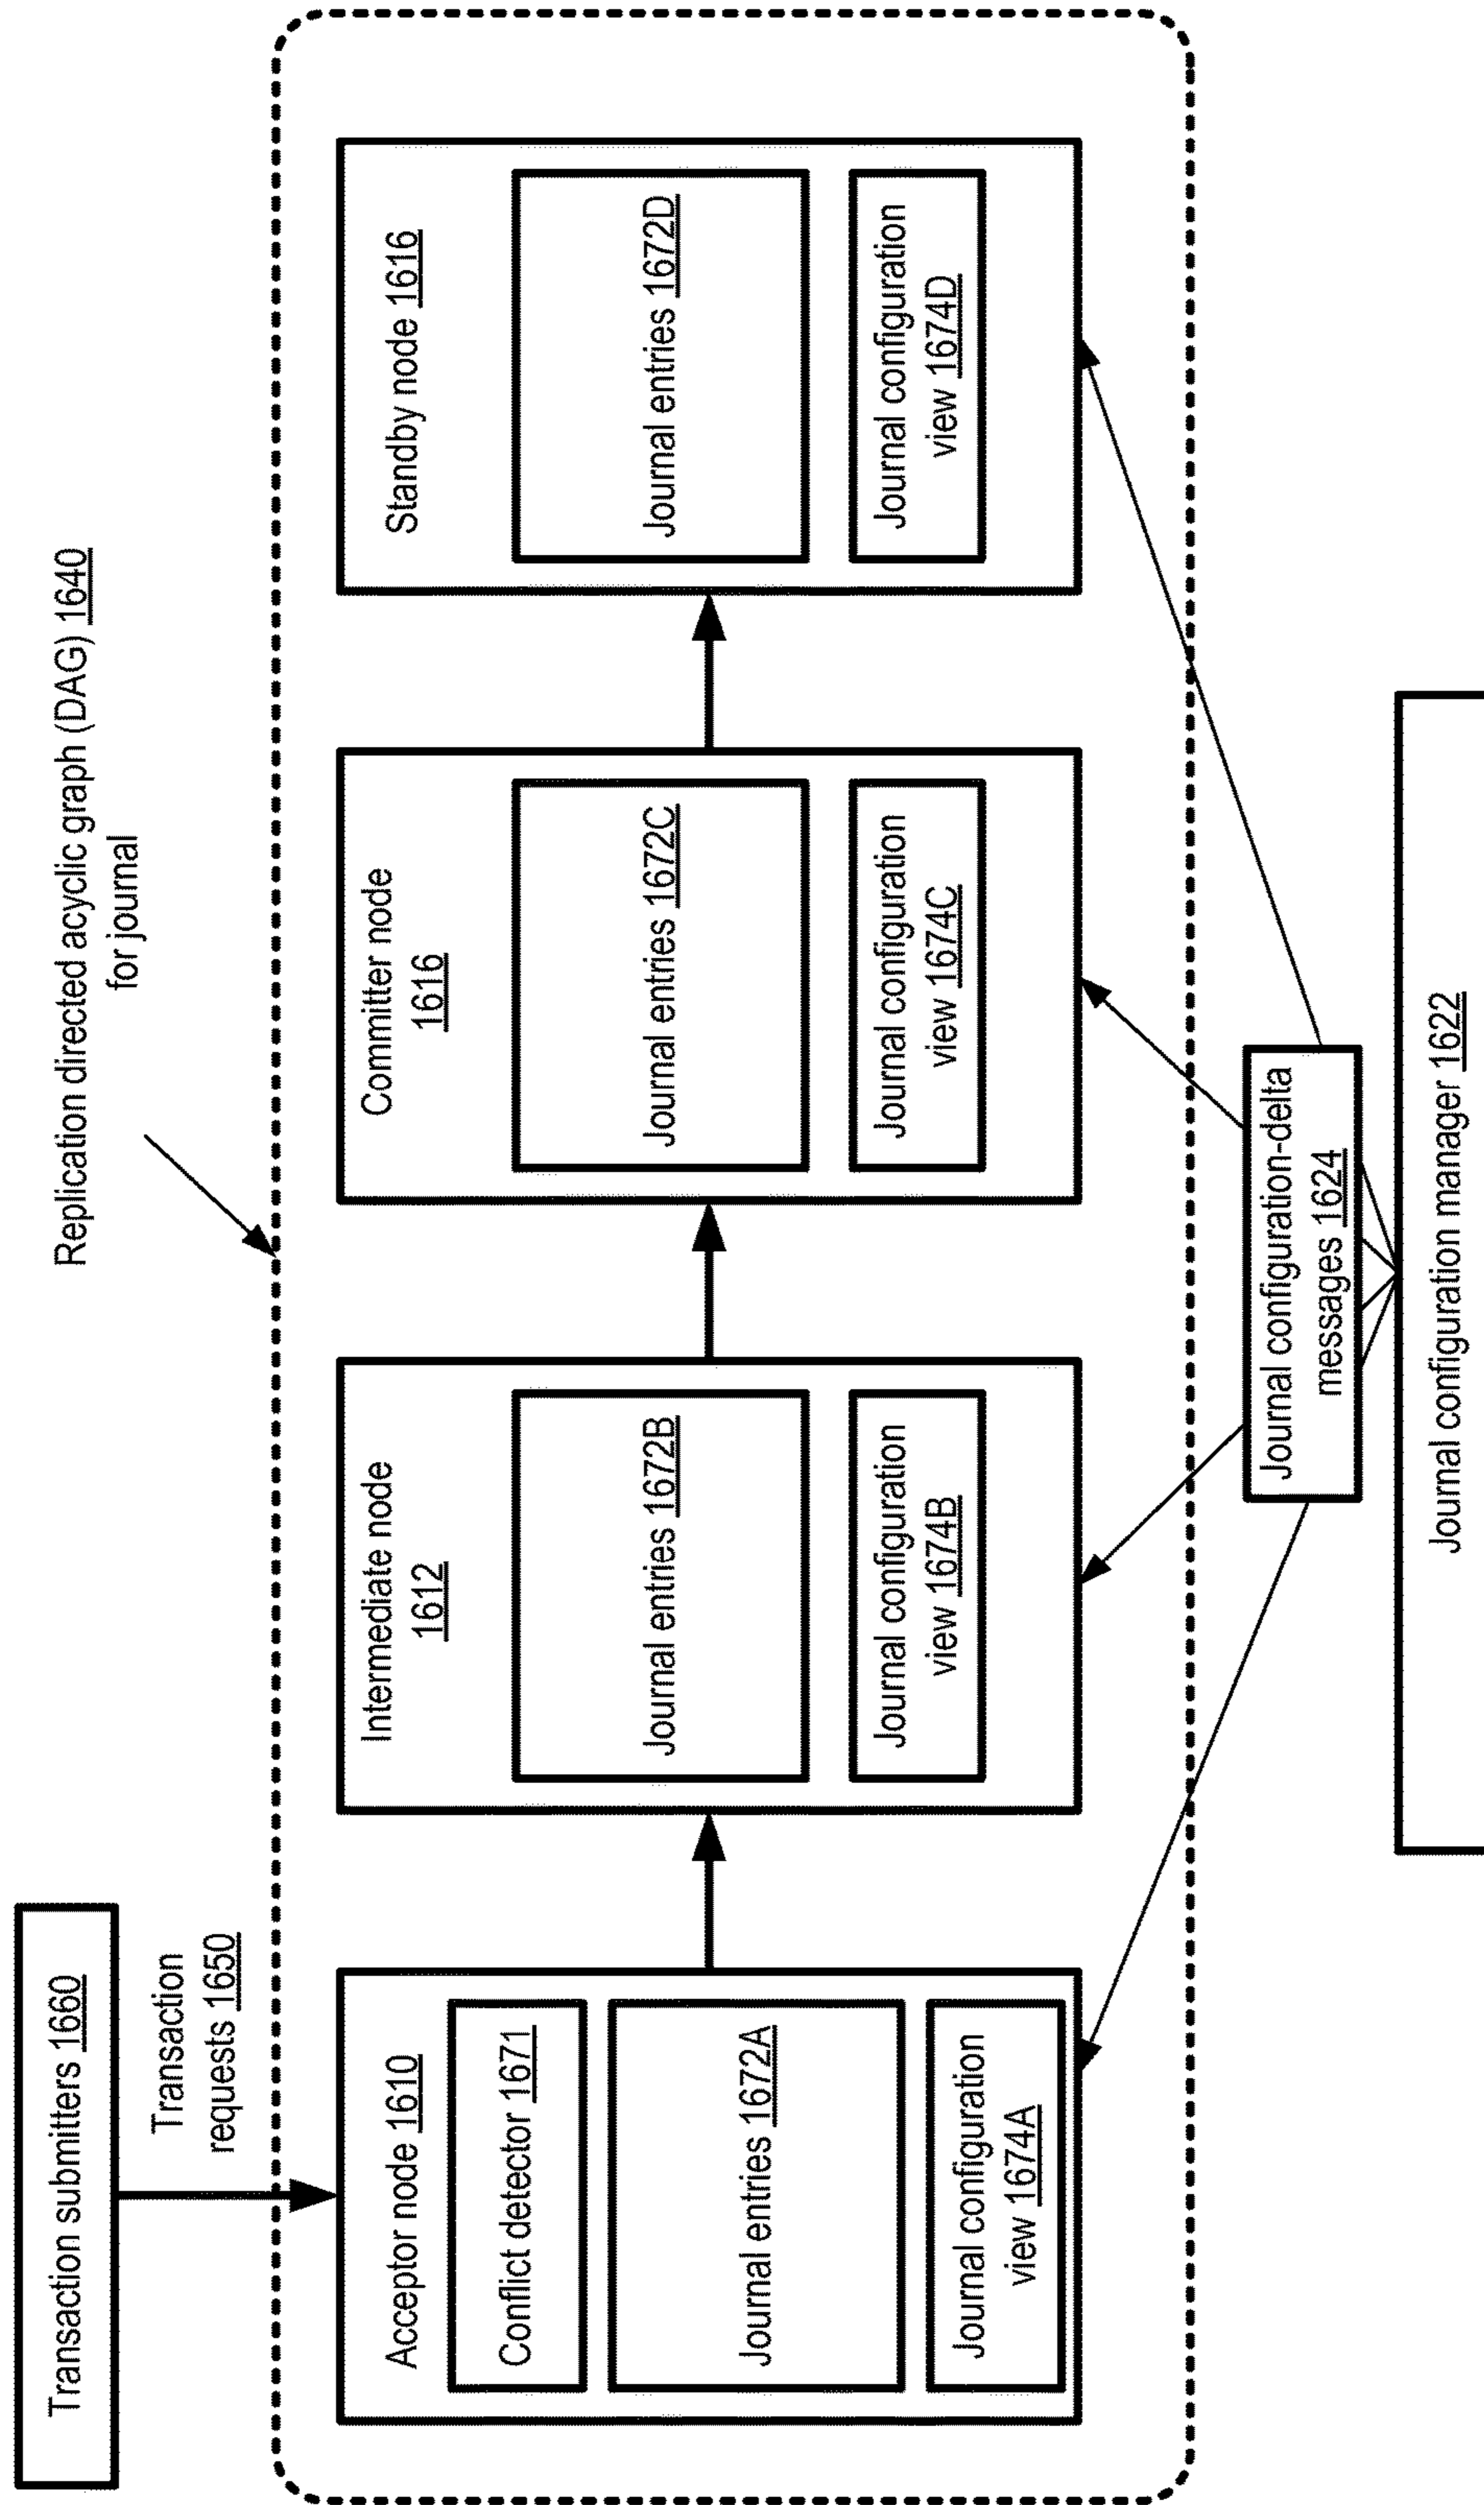 Transaction submitters 1660
Transaction
requests 1650
Replication directed acyclic graph (DAG) 1640
for journal
Acceptor node 1610
Conflict detector 1671
Journal entries 1672A
Journal configuration
view 1674A
Intermediate node
1612
Journal entries 1672B
Journal configuration
view 1674B
Committer node
1616
Journal entries 1672C
Journal configuration
view 1674C
Standby node 1616
Journal entries 1672D
Journal configuration
view 1674D
Journal configuration-delta
messages 1624
Journal configuration manager 1622